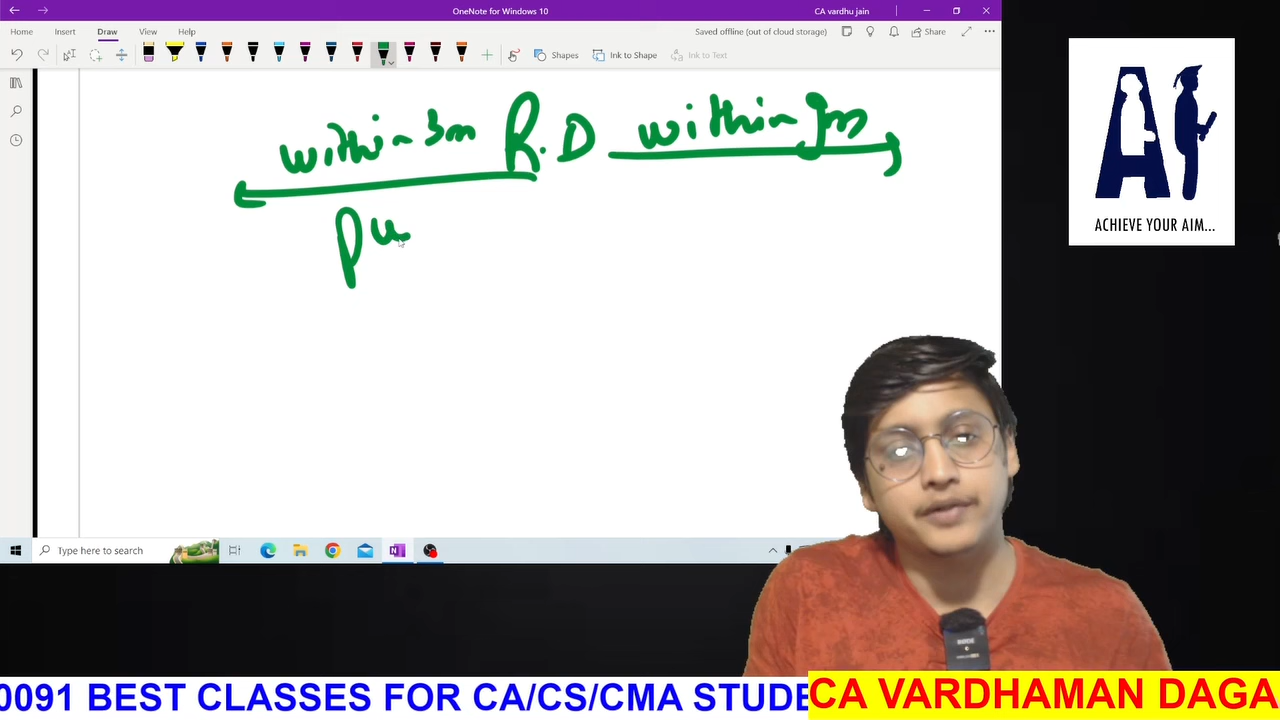 OneNote for Windows 10
CA vardhu jain
Home Insert Draw View Help
Saved offline (out of cloud storage)
Share
Shapes
Ink to Shape
Ink to Text
within 3m R.D within 9m
Pu
ACHIEVE YOUR AIM...
Type here to search
0091 BEST CLASSES FOR CA/CS/CMA STUDE
CA VARDHAMAN DAGA